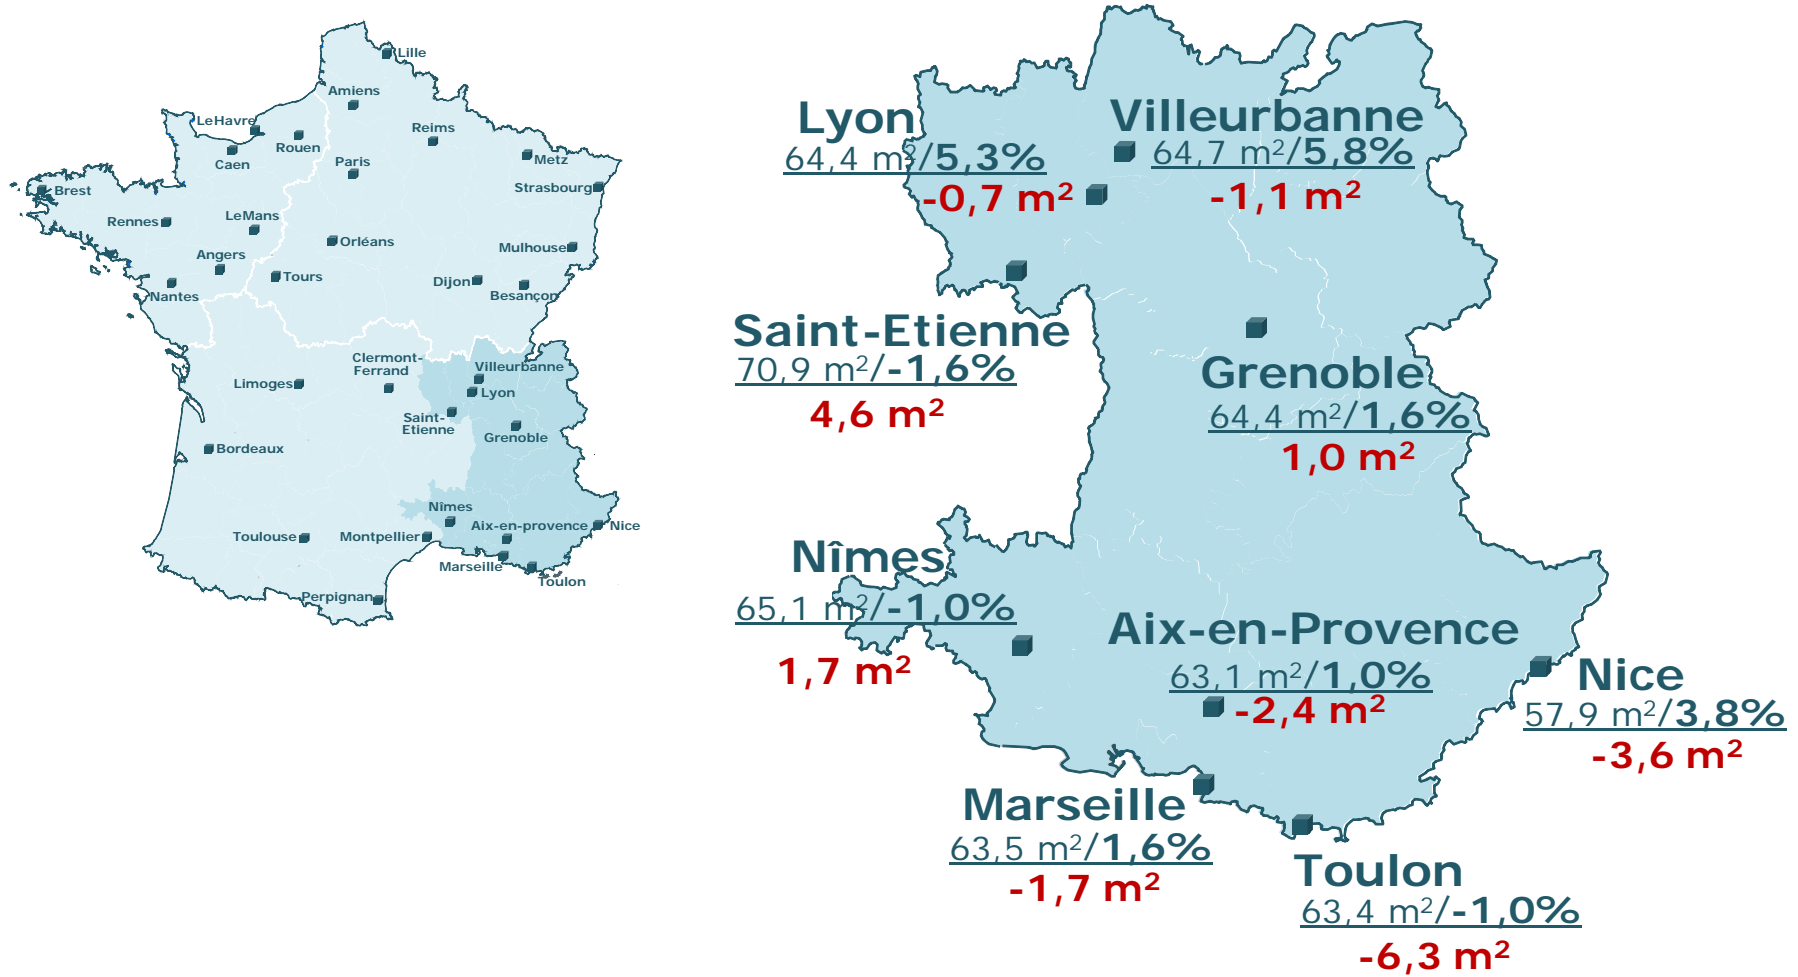 Lille
Amiens
LeHavre
Rouen
Reims
Caen
Paris
Metz
Strasbourg
Brest
Rennes
LeMans
Orléans
Mulhouse
Angers
Tours
Dijon
Besançon
Nantes
Clermont-
Ferrand
Villeurbanne
Limoges
Lyon
Saint-
Etienne
Grenoble
Bordeaux
Nîmes
Aix-en-provence
Nice
Toulouse
Montpellier
Marseille
Toulon
Perpignan
Lyon
64,4 m²/5,3%
-0,7 m²
Villeurbanne
64,7 m²/5,8%
-1,1 m²
Saint-Etienne
70,9 m²/-1,6%
4,6 m²
Grenoble
64,4 m²/1,6%
1,0 m²
Nîmes
65,1 m²/-1,0%
1,7 m²
Aix-en-Provence
63,1 m²/1,0%
-2,4 m²
Nice
57,9 m²/3,8%
-3,6 m²
Marseille
63,5 m²/1,6%
-1,7 m²
Toulon
63,4 m²/-1,0%
-6,3 m²